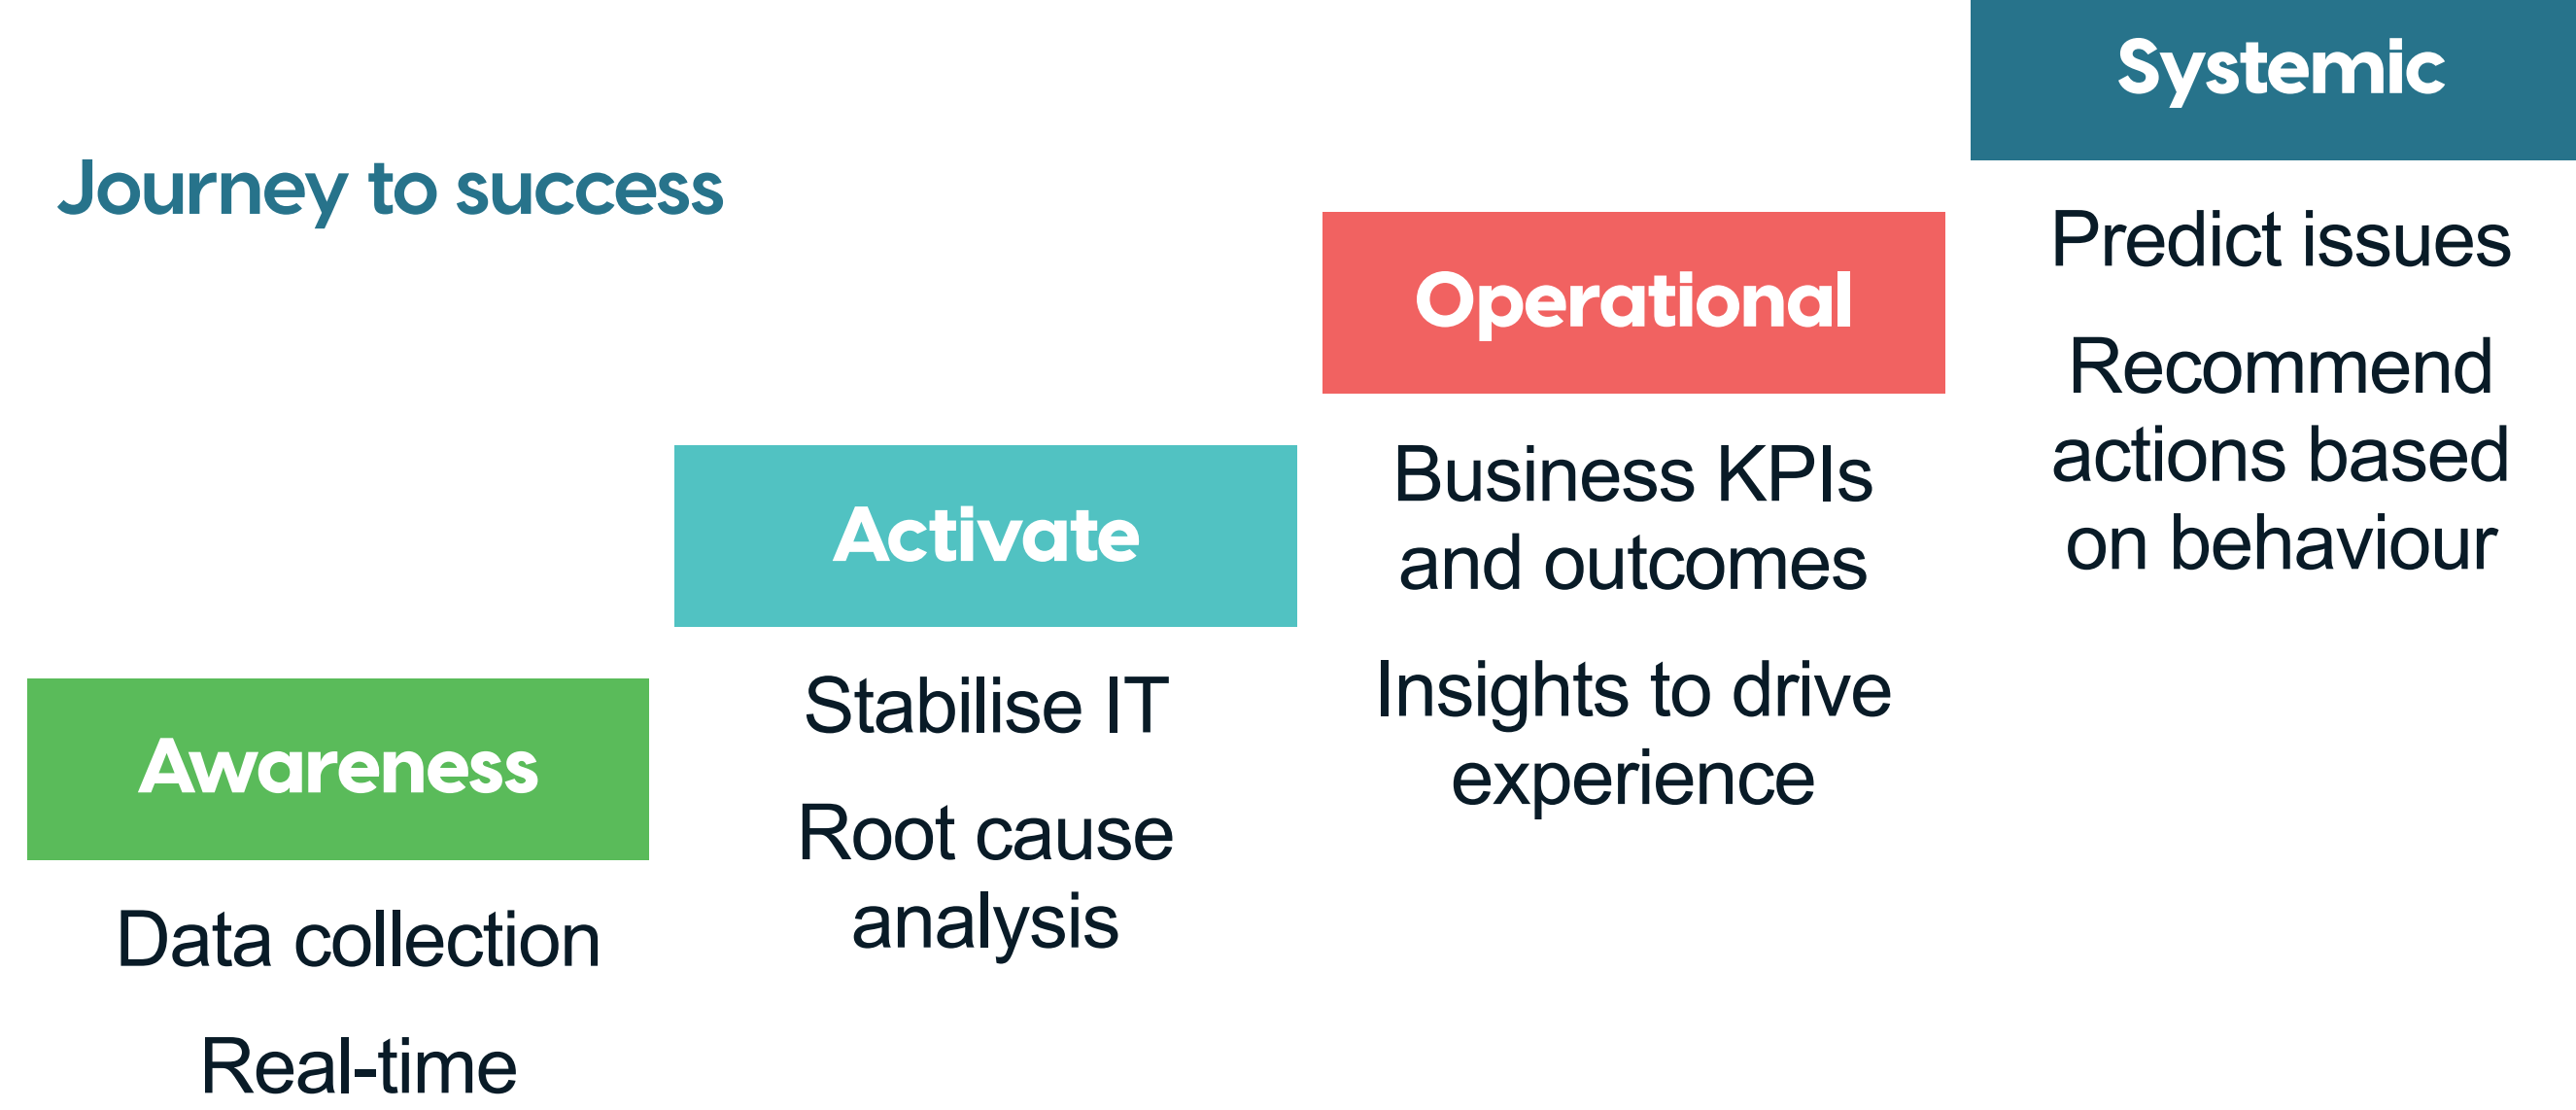 Journey to success
Awareness
Data collection
Real-time
Activate
Stabilise IT
Root cause
analysis
Operational
Business KPIs
and outcomes
Insights to drive
experience
Systemic
Predict issues
Recommend
actions based
on behaviour